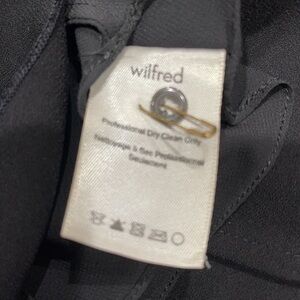 wilfred
Professional Dry Clean Only
Nettoyage à Sec Professionnel
Seulement